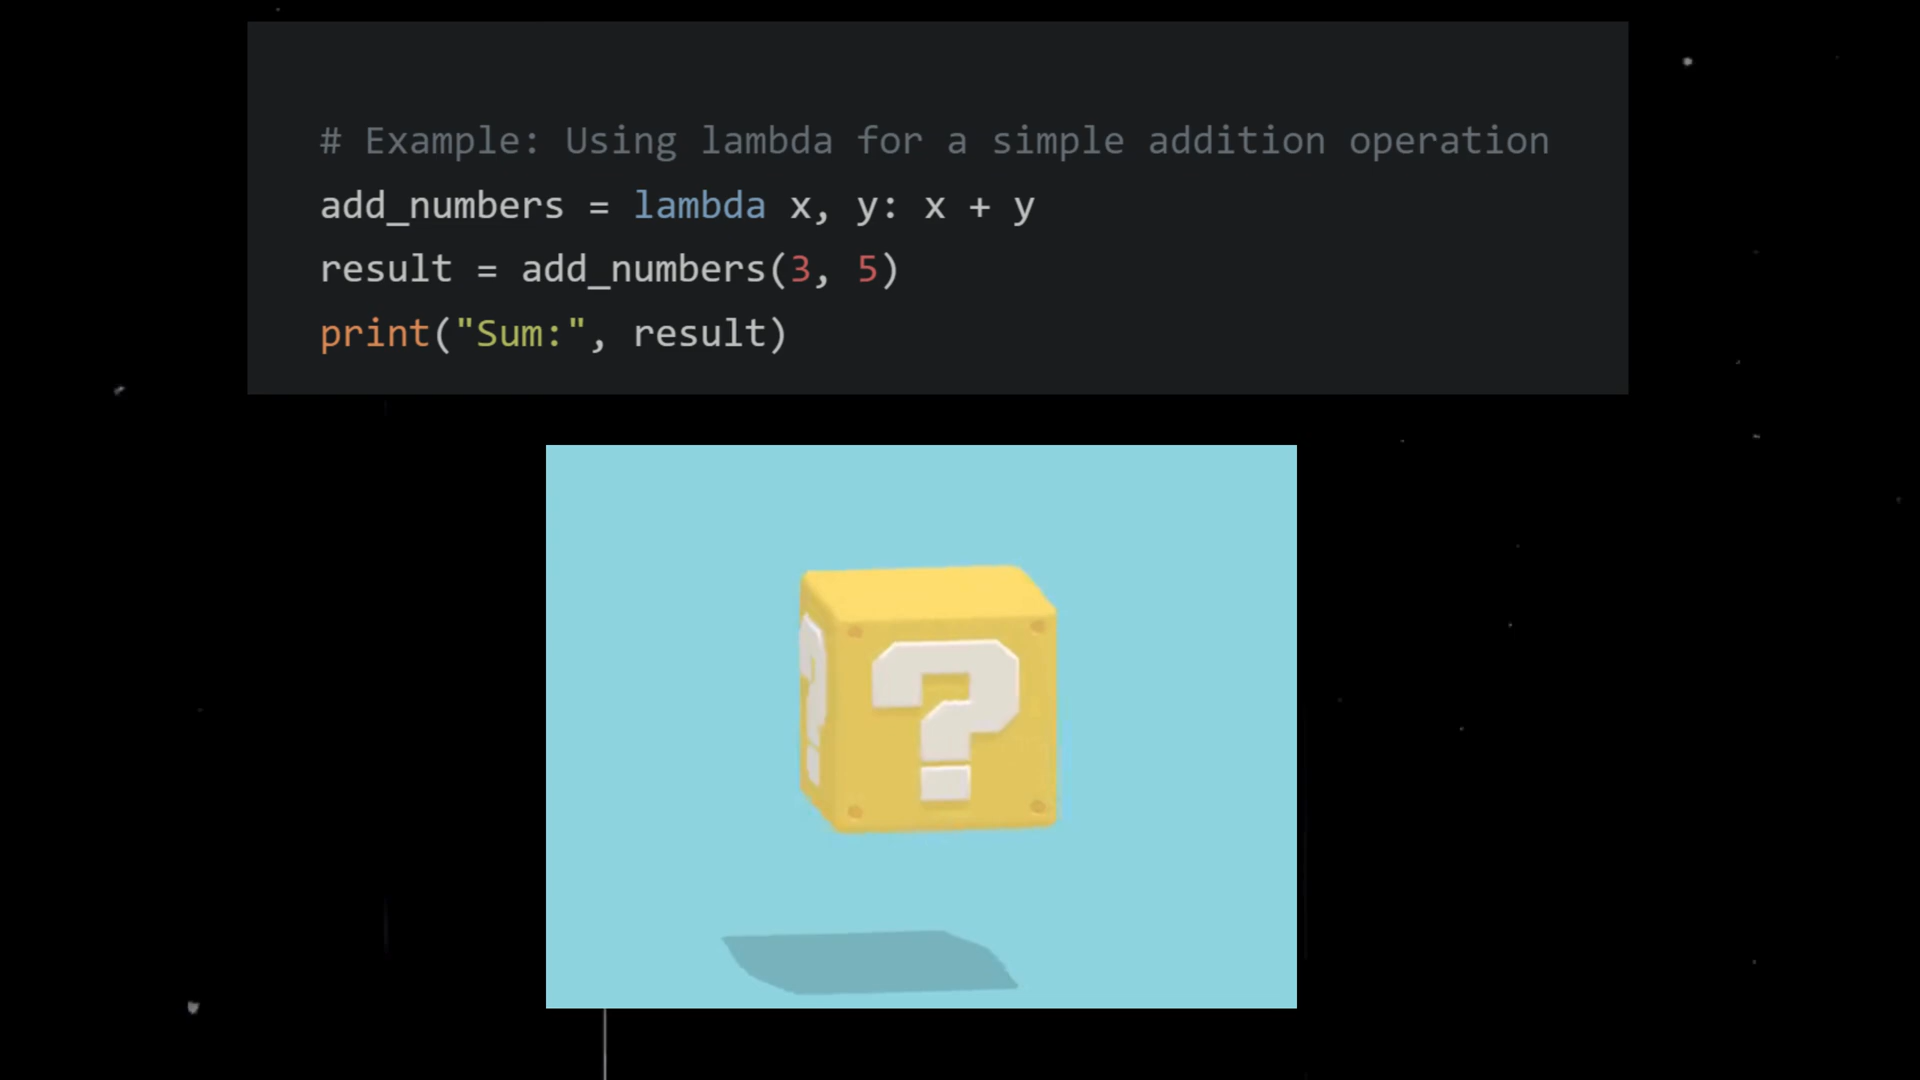 # Example: Using lambda for a simple addition operation
add_numbers = lambda x, y: x + y
result = add_numbers(3, 5)
print("Sum:", result)
?
?